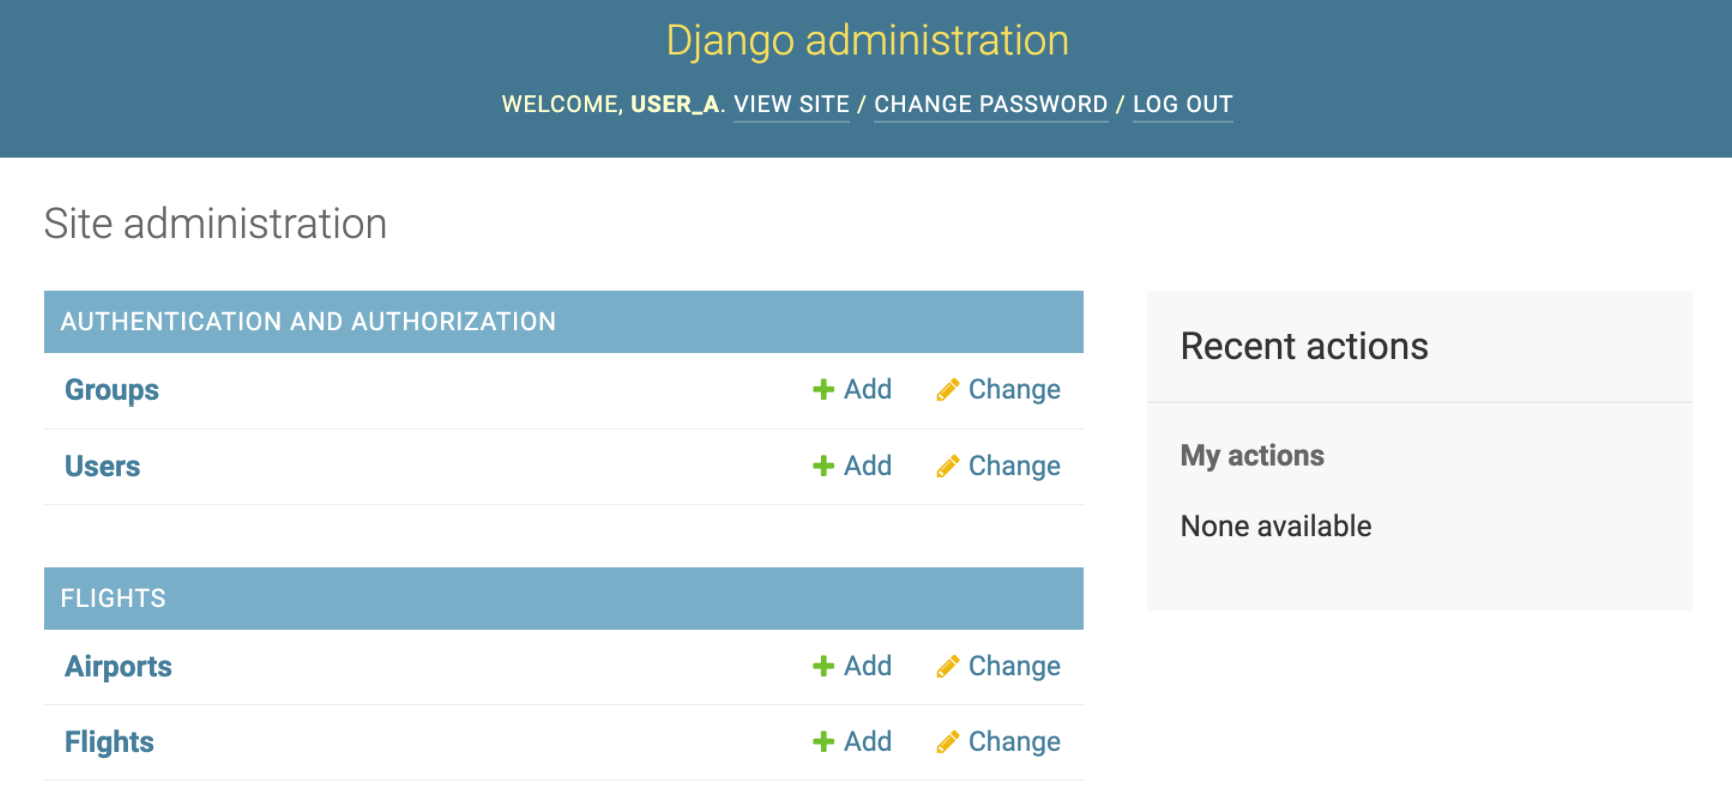 Django administration
WELCOME, USER_A. VIEW SITE / CHANGE PASSWORD / LOG OUT
Site administration
AUTHENTICATION AND AUTHORIZATION
Groups Add Change
Users Add Change
FLIGHTS
Airports Add Change
Flights Add Change
Recent actions
My actions
None available